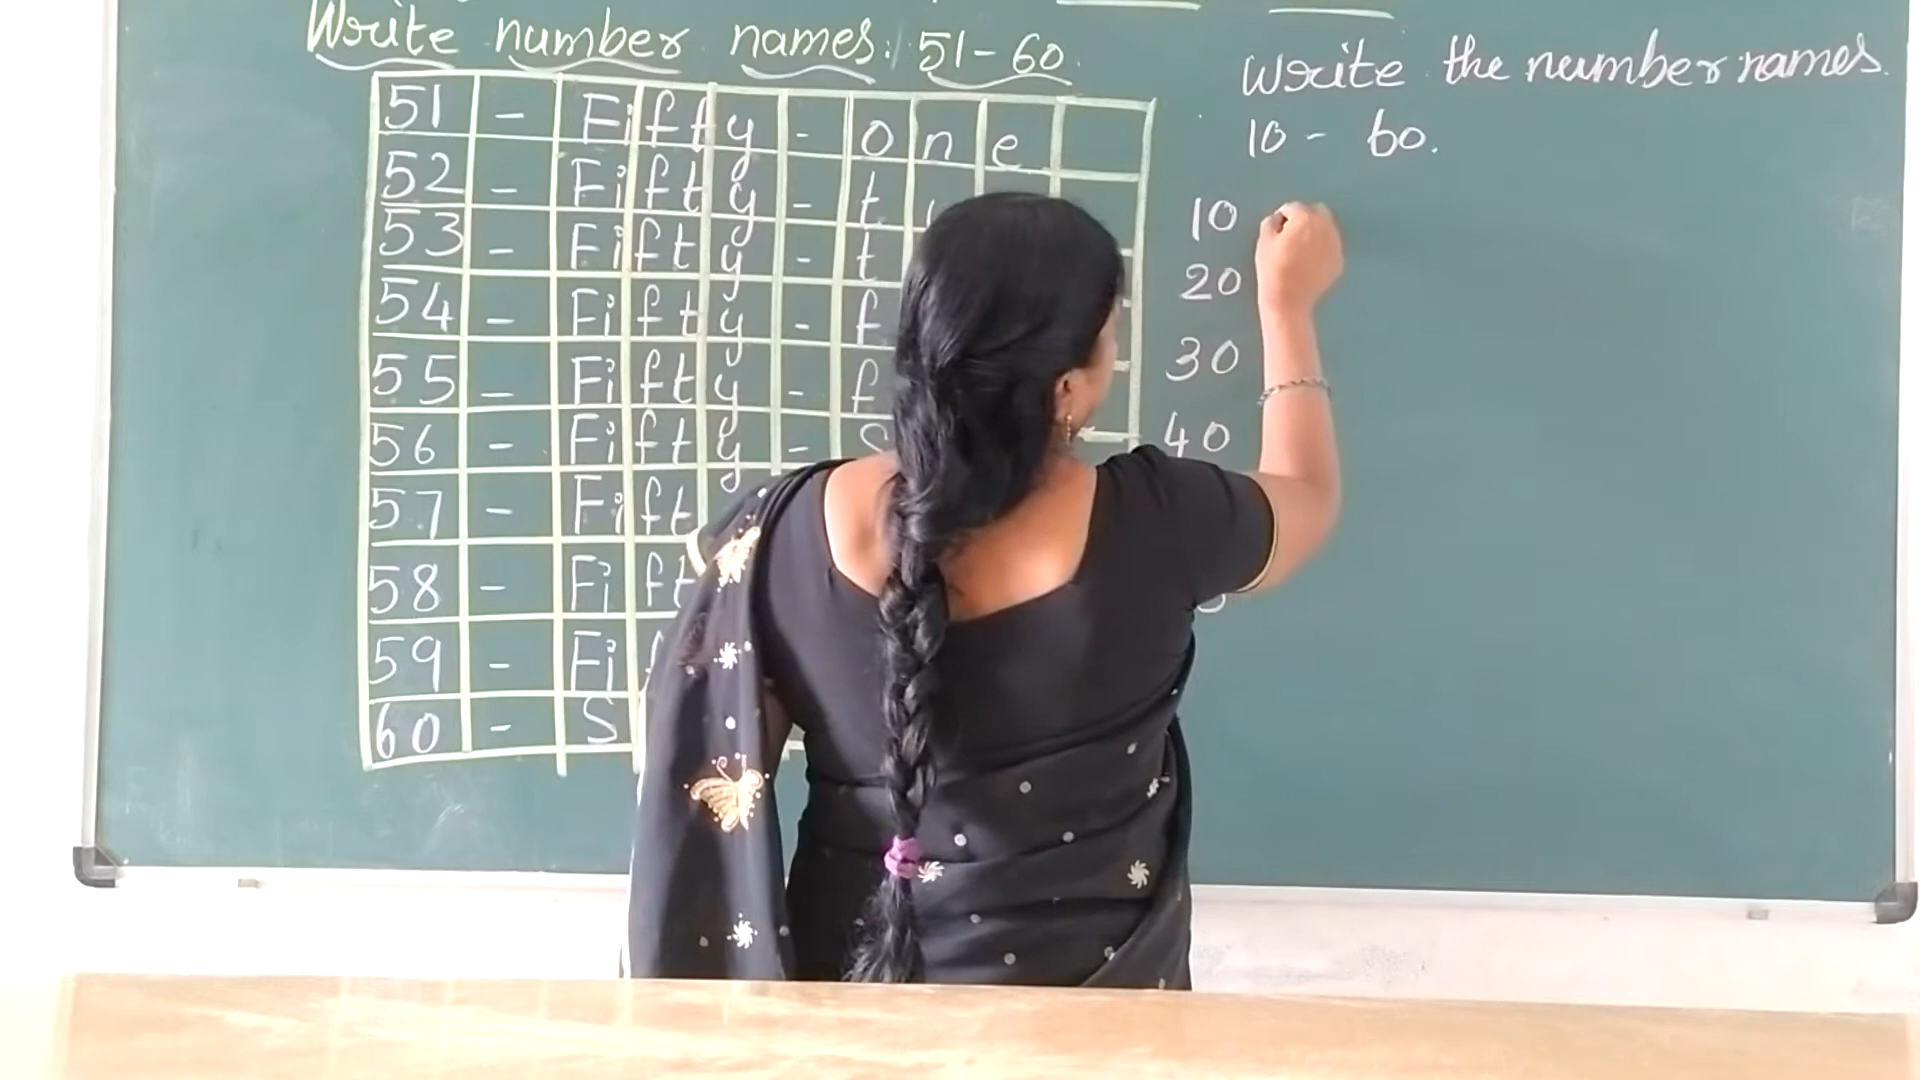 Write number names: 51-60
51 - Fifty - one
52 - Fifty - t
53 - Fifty - t
54 - Fifty - f
55 - Fifty - f
56 - Fifty - S
57 - Fift
58 - Fift
59 - Fi
60 - S
Write the number names.
10 - 60.
10
20
30
40